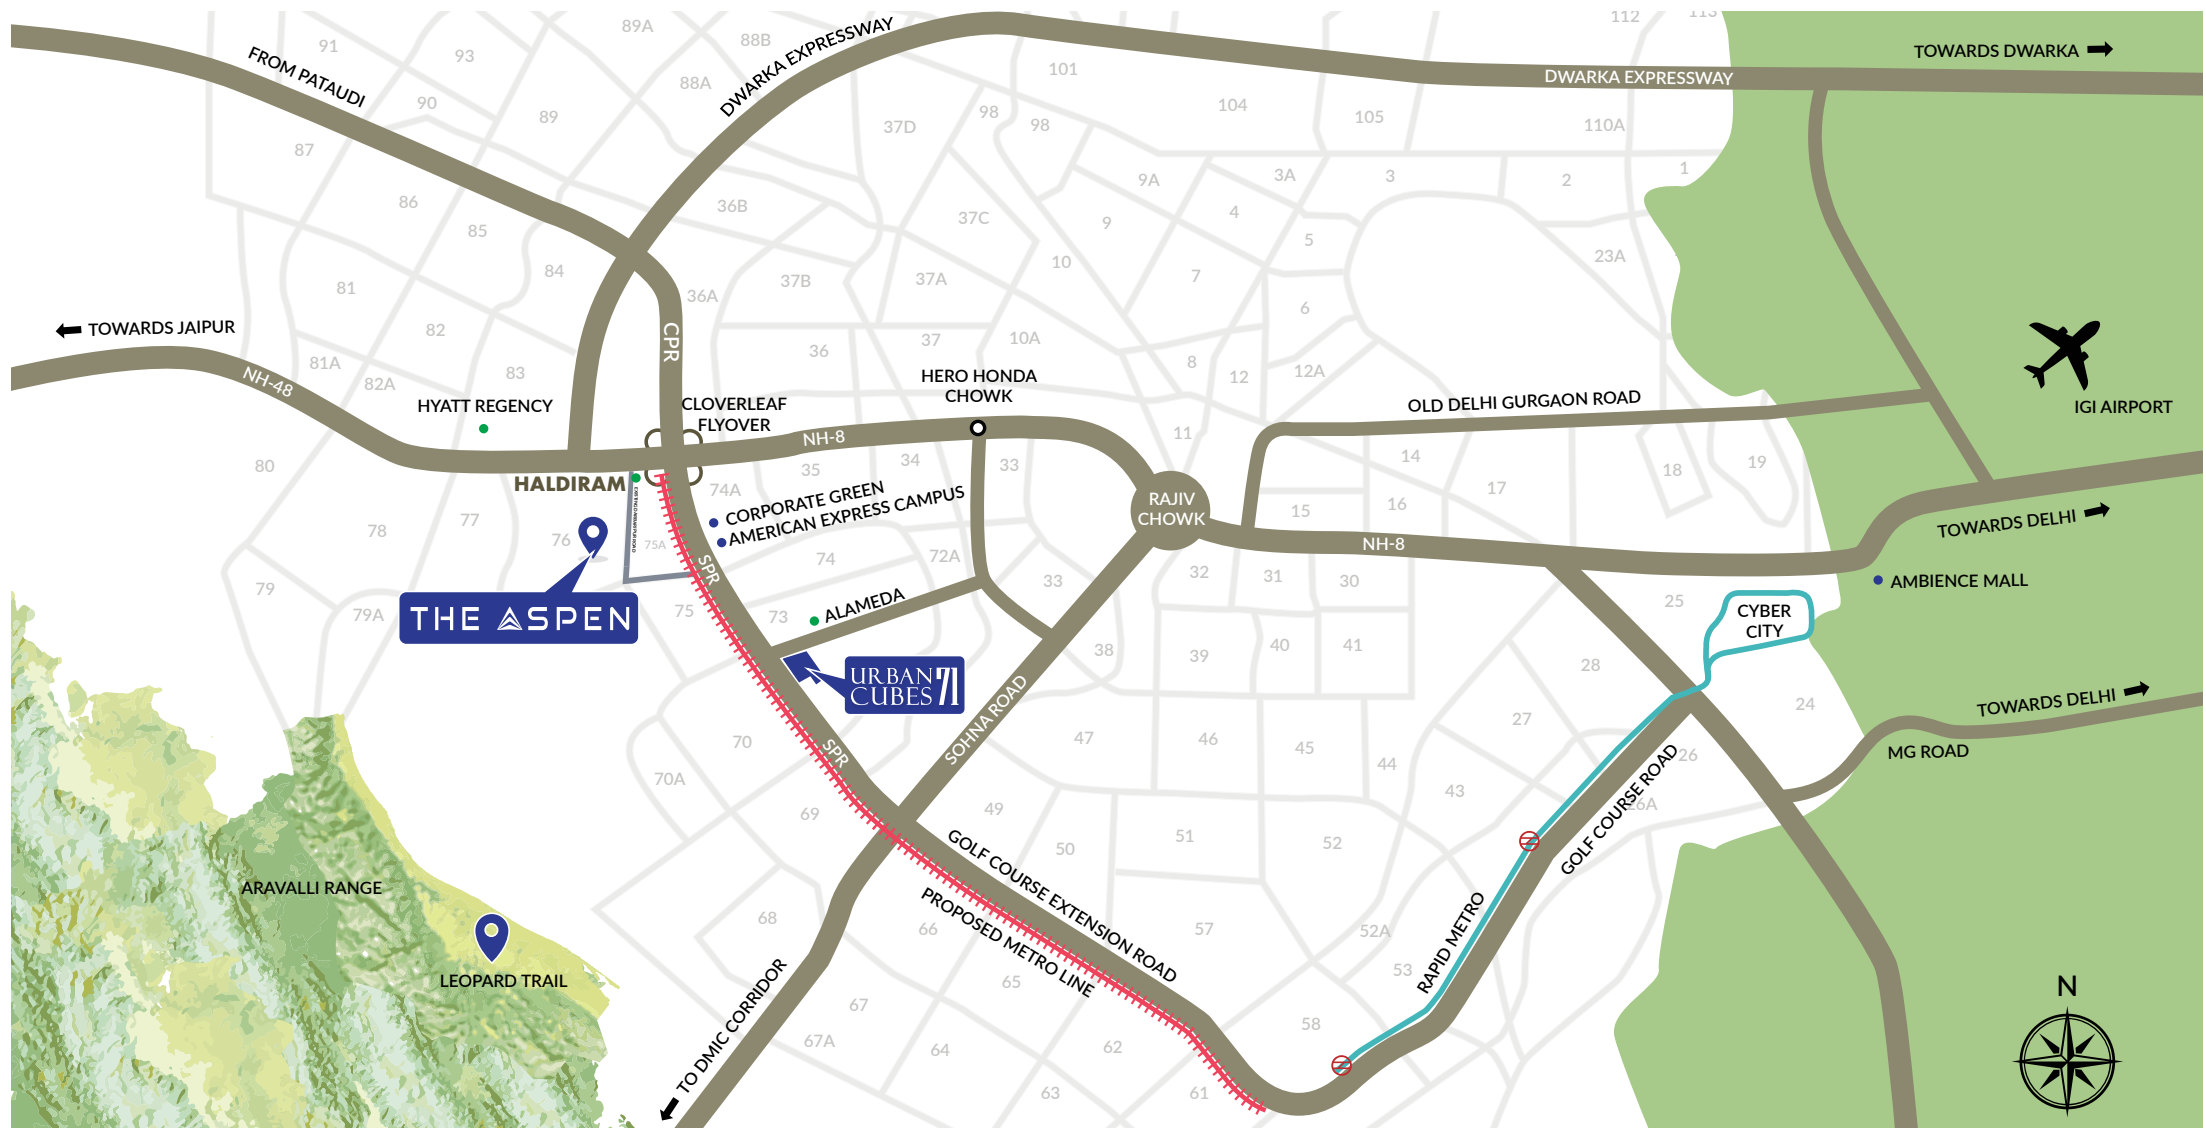 89A
112
113
91
93
88B
DWARKA EXPRESSWAY
TOWARDS DWARKA
FROM PATAUDI
88A
101
DWARKA EXPRESSWAY
90
89
37D
98
98
104
105
110A
87
9A
3A
3
2
1
86
85
36B
37C
9
4
5
23A
84
81
36A
37B
37A
10
7
6
TOWARDS JAIPUR
82
CPR
36
37
10A
IGI AIRPORT
81A
82A
83
8
12
12A
NH-48
HYATT REGENCY
CLOVERLEAF
FLYOVER
HERO HONDA
CHOWK
OLD DELHI GURGAON ROAD
NH-8
11
80
35
34
33
14
18
19
HALDIRAM
74A
CORPORATE GREEN
AMERICAN EXPRESS CAMPUS
17
16
15
RAJIV
CHOWK
78
77
76
75A
NH-8
TOWARDS DELHI
SPR
74
72A
33
32
31
30
AMBIENCE MALL
79
79A
THE ASPEN
75
73
ALAMEDA
25
CYBER
CITY
38
39
40
41
28
URBAN
CUBES 71
SOHNA ROAD
24
TOWARDS DELHI
MG ROAD
70
SPR
47
46
45
44
27
26
70A
43
26A
GOLF COURSE ROAD
69
49
50
51
52
GOLF COURSE EXTENSION ROAD
PROPOSED METRO LINE
ARAVALLI RANGE
68
66
57
52A
RAPID METRO
LEOPARD TRAIL
65
53
TO DMIC CORRIDOR
67
67A
64
62
58
63
61
N